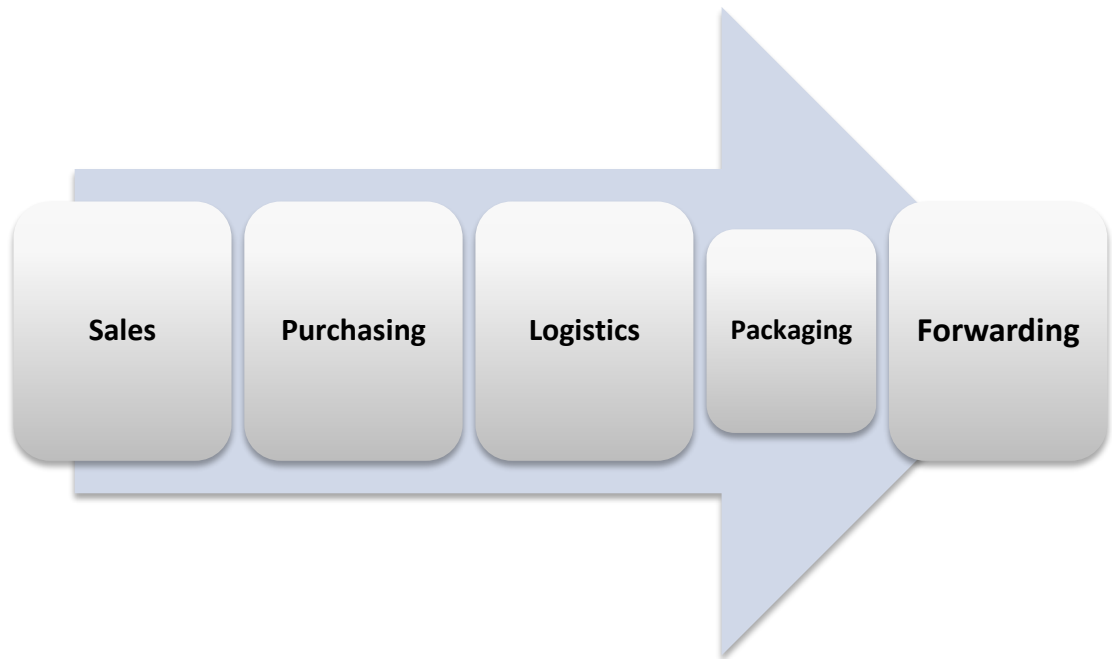 Sales
Purchasing
Logistics
Packaging
Forwarding